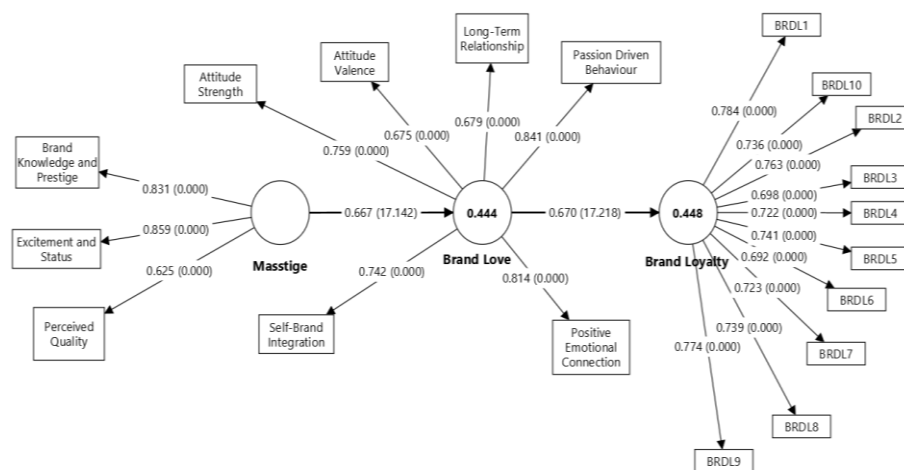 Long-Term
Relationship
BRDL1
Attitude
Valence
Passion Driven
Behaviour
Attitude
Strength
BRDL10
BRDL2
0.784 (0.000)
0.679 (0.000)
0.675 (0.000)
0.841 (0.000)
0.736 (0.000)
0.759 (0.000)
0.763 (0.000)
Brand
Knowledge and
Prestige
BRDL3
0.831 (0.000)
0.698 (0.000)
0.667 (17.142)
0.444
0.670 (17.218)
0.448
0.722 (0.000)
BRDL4
Excitement and
Status
0.859 (0.000)
0.741 (0.000)
BRDL5
Masstige
Brand Love
Brand Loyalty
0.692 (0.000)
0.625 (0.000)
0.742 (0.000)
0.814 (0.000)
0.723 (0.000)
BRDL6
Perceived
Quality
Self-Brand
Integration
Positive
Emotional
Connection
0.739 (0.000)
0.774 (0.000)
BRDL7
BRDL8
BRDL9